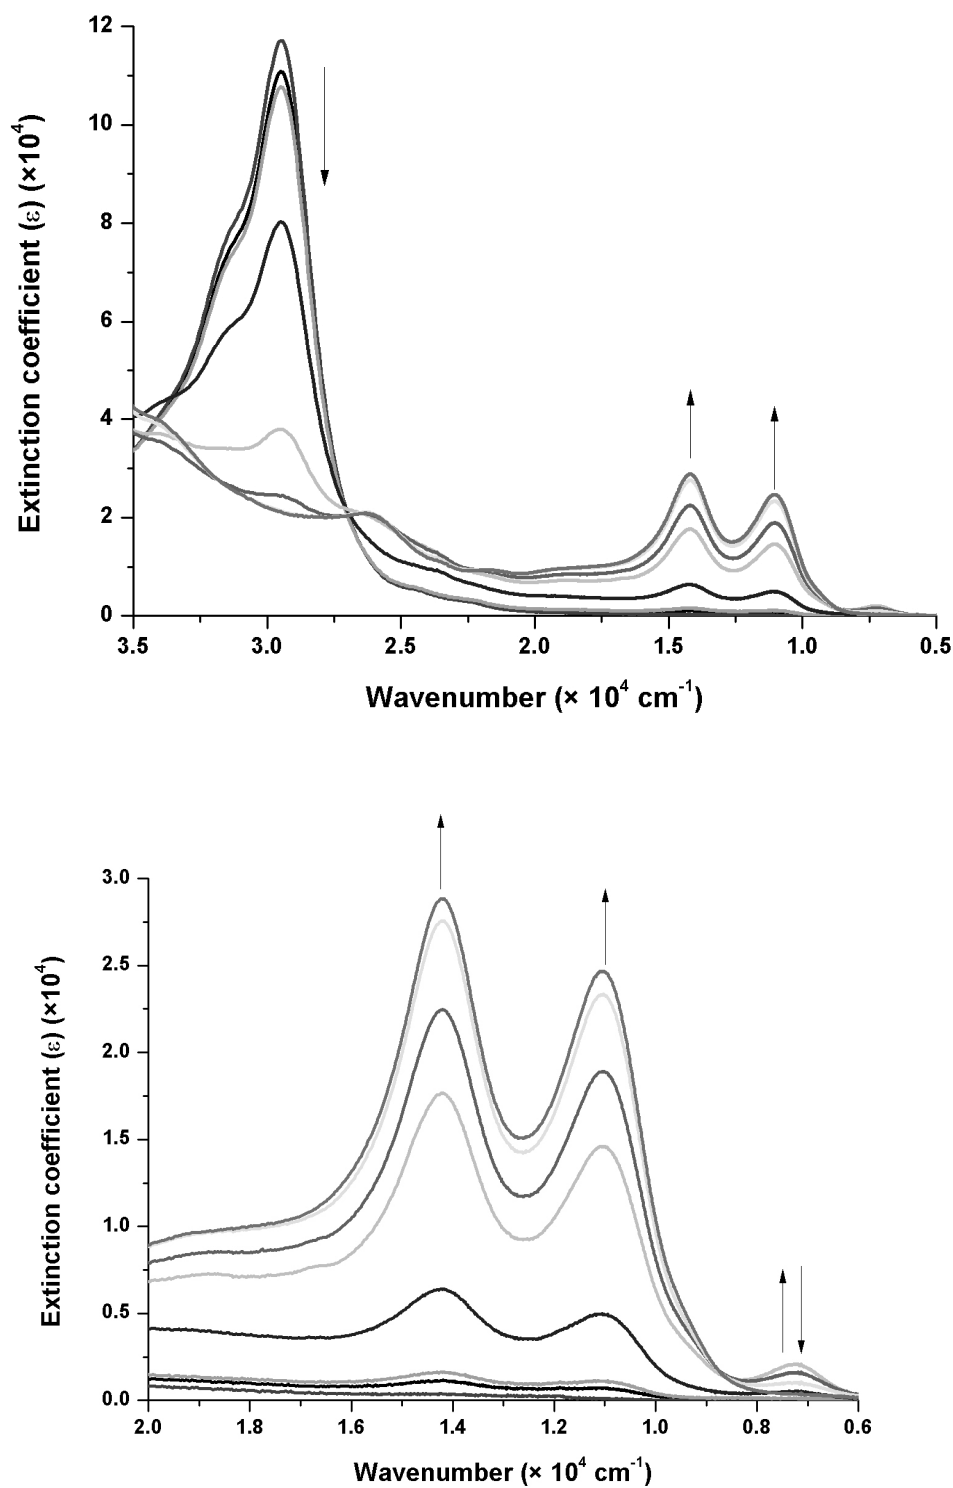 12
10
8
6
4
2
0
Extinction coefficient (ε) (×10⁴)
3.5 3.0 2.5 2.0 1.5 1.0 0.5
Wavenumber (× 10⁴ cm⁻¹)
3.0
2.5
2.0
1.5
1.0
0.5
0.0
Extinction coefficient (ε) (×10⁴)
2.0 1.8 1.6 1.4 1.2 1.0 0.8 0.6
Wavenumber (× 10⁴ cm⁻¹)